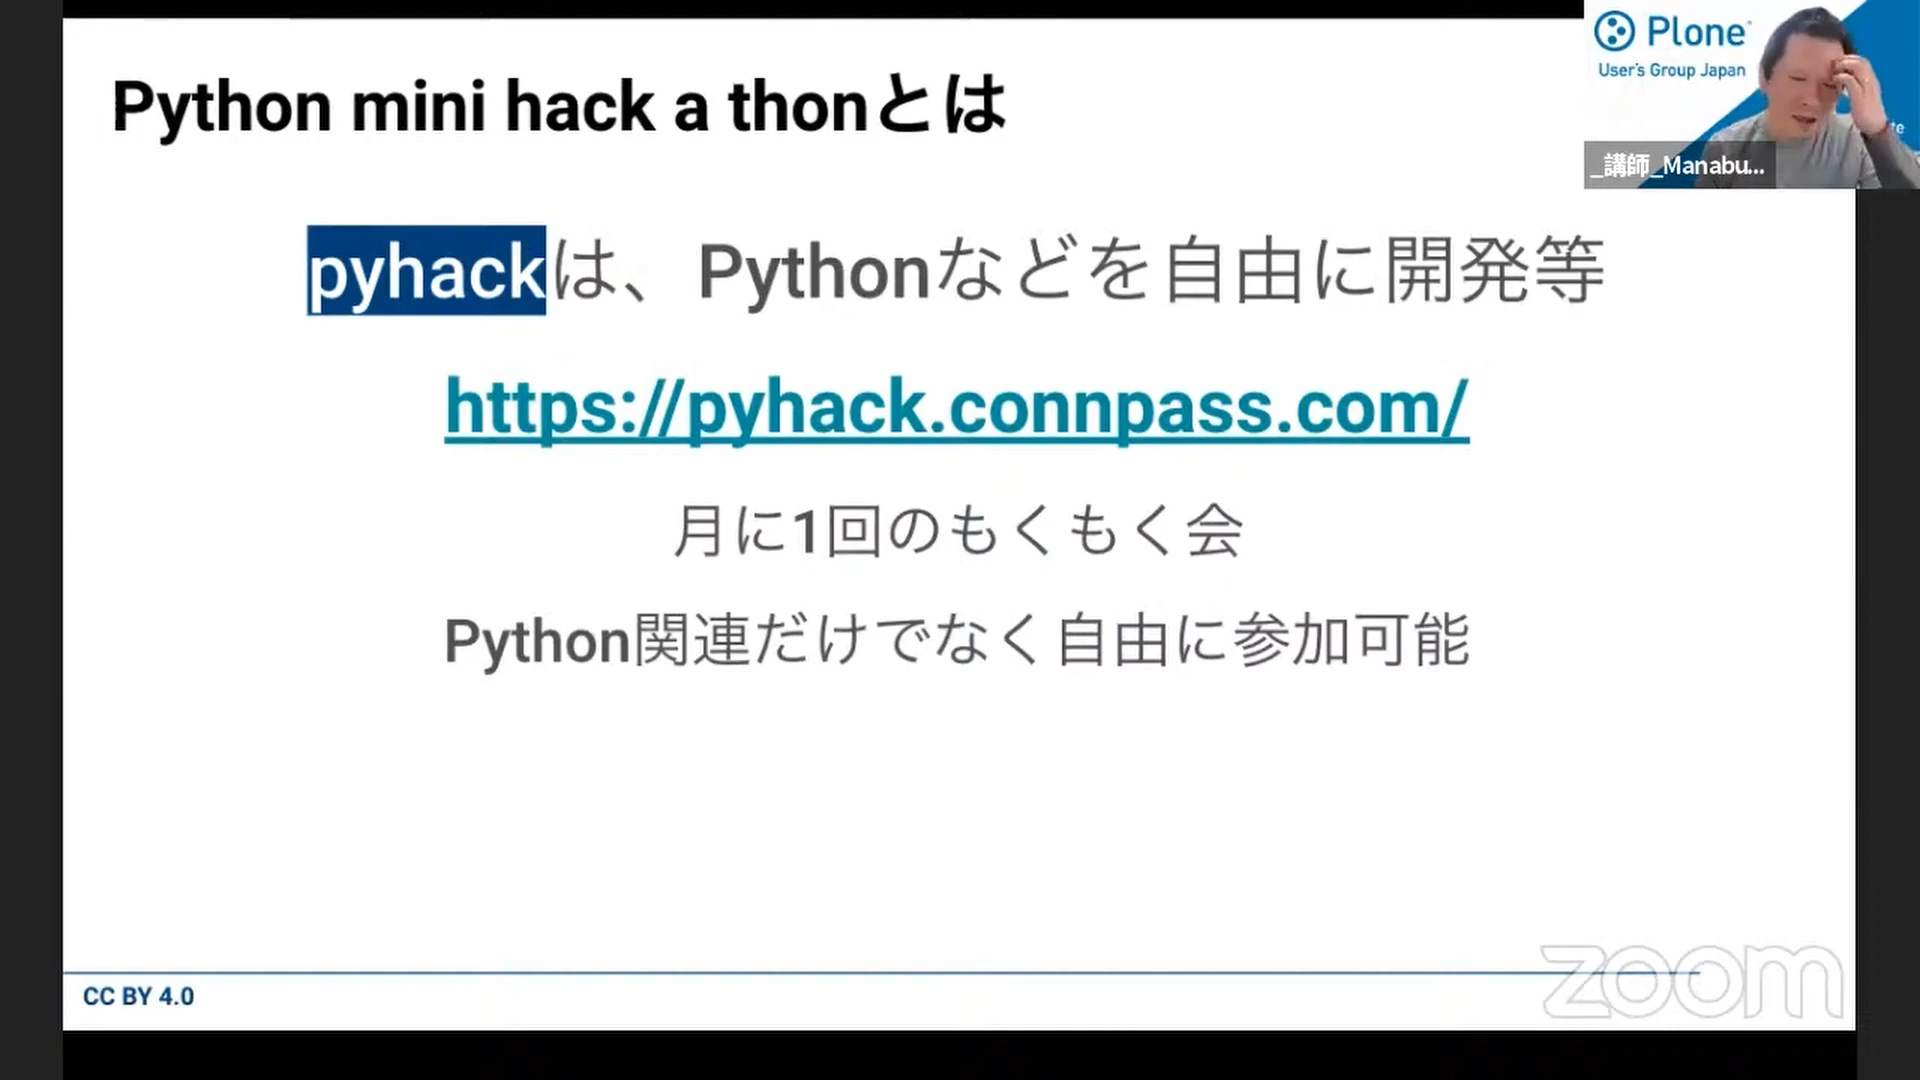 Python mini hack a thonとは
Plone
User's Group Japan
_講師_Manabu...
pyhackは、Pythonなどを自由に開発等
https://pyhack.connpass.com/
月に1回のもくもく会
Python関連だけでなく自由に参加可能
CC BY 4.0
zoom